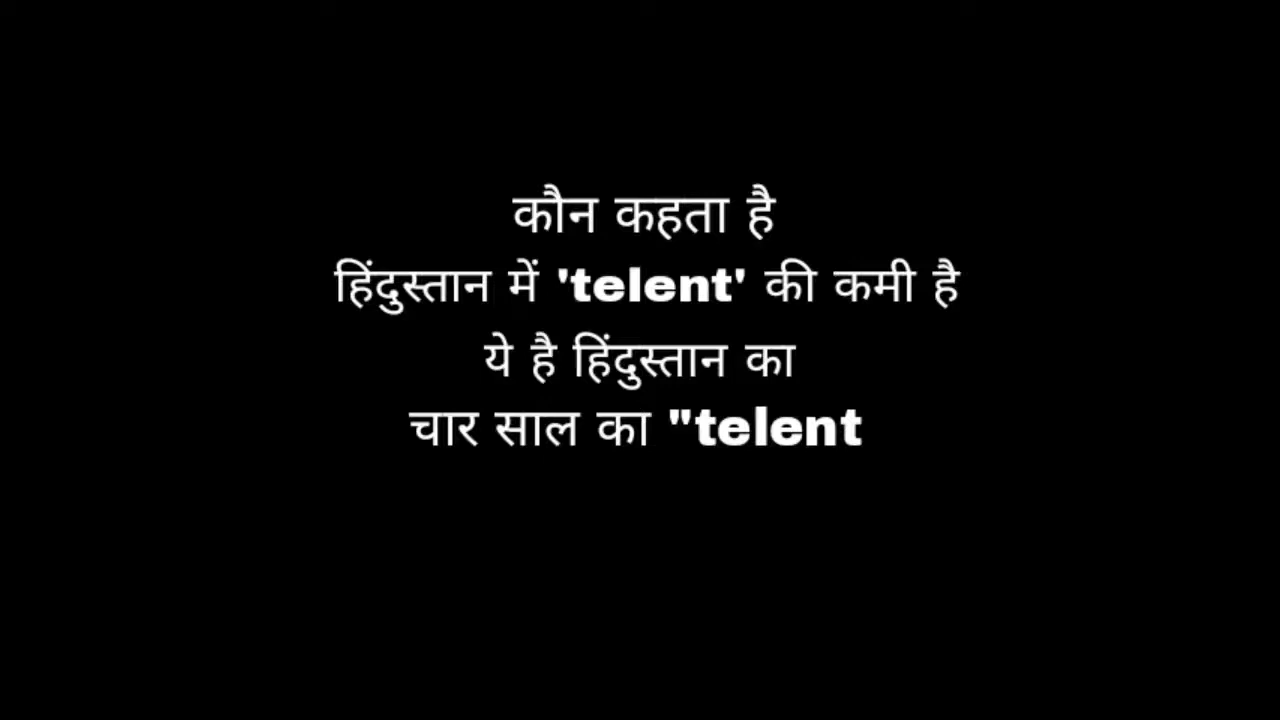 कौन कहता है
हिंदुस्तान में 'telent' की कमी है
ये है हिंदुस्तान का
चार साल का "telent